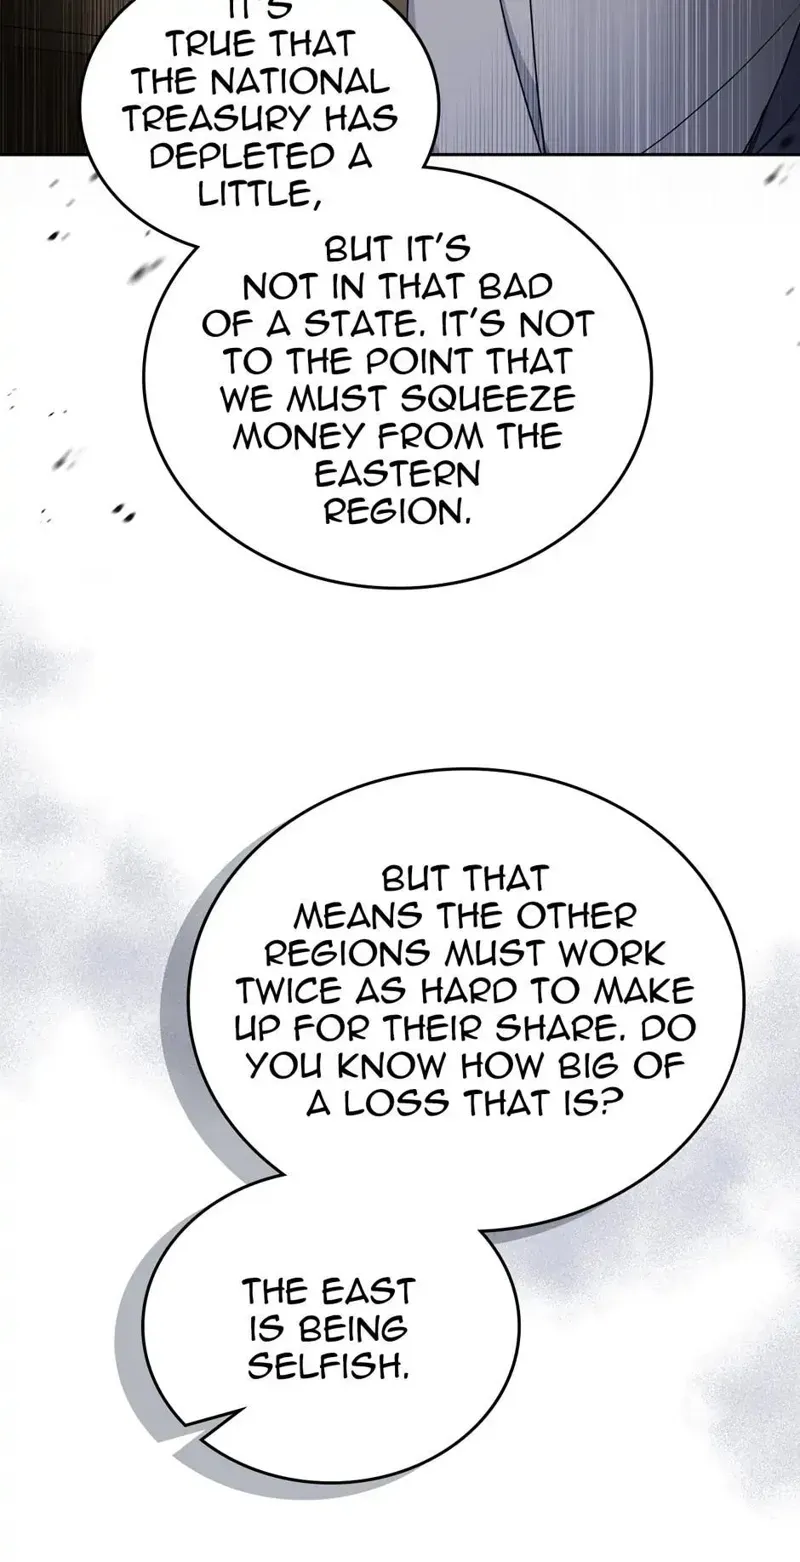 IT'S
TRUE THAT
THE NATIONAL
TREASURY HAS
DEPLETED A
LITTLE,
BUT IT'S
NOT IN THAT BAD
OF A STATE. IT'S NOT
TO THE POINT THAT
WE MUST SQUEEZE
MONEY FROM THE
EASTERN
REGION.
BUT THAT
MEANS THE OTHER
REGIONS MUST WORK
TWICE AS HARD TO MAKE
UP FOR THEIR SHARE. DO
YOU KNOW HOW BIG OF
A LOSS THAT IS?
THE EAST
IS BEING
SELFISH.